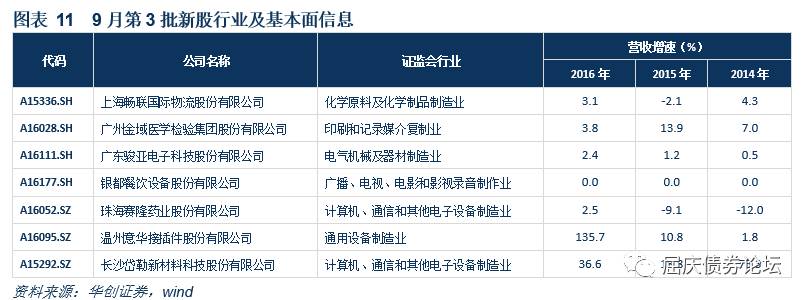 图表 11 9 月第 3 批新股行业及基本面信息
代码 公司名称 证监会行业 营收增速（%）
2016 年 2015 年 2014 年
A15336.SH 上海畅联国际物流股份有限公司 化学原料及化学制品制造业 3.1 -2.1 4.3
A16028.SH 广州金域医学检验集团股份有限公司 印刷和记录媒介复制业 3.8 13.9 7.0
A16111.SH 广东骏亚电子科技股份有限公司 电气机械及器材制造业 2.4 1.2 0.5
A16177.SH 银都餐饮设备股份有限公司 广播、电视、电影和影视录音制作业 0.0 0.0 0.0
A16052.SZ 珠海赛隆药业股份有限公司 计算机、通信和其他电子设备制造业 2.5 -9.1 -12.0
A16095.SZ 温州意华接插件股份有限公司 通用设备制造业 135.7 10.8 1.8
A15292.SZ 长沙岱勒新材料科技股份有限公司 计算机、通信和其他电子设备制造业 36.6
屈庆债券论坛
资料来源：华创证券，wind